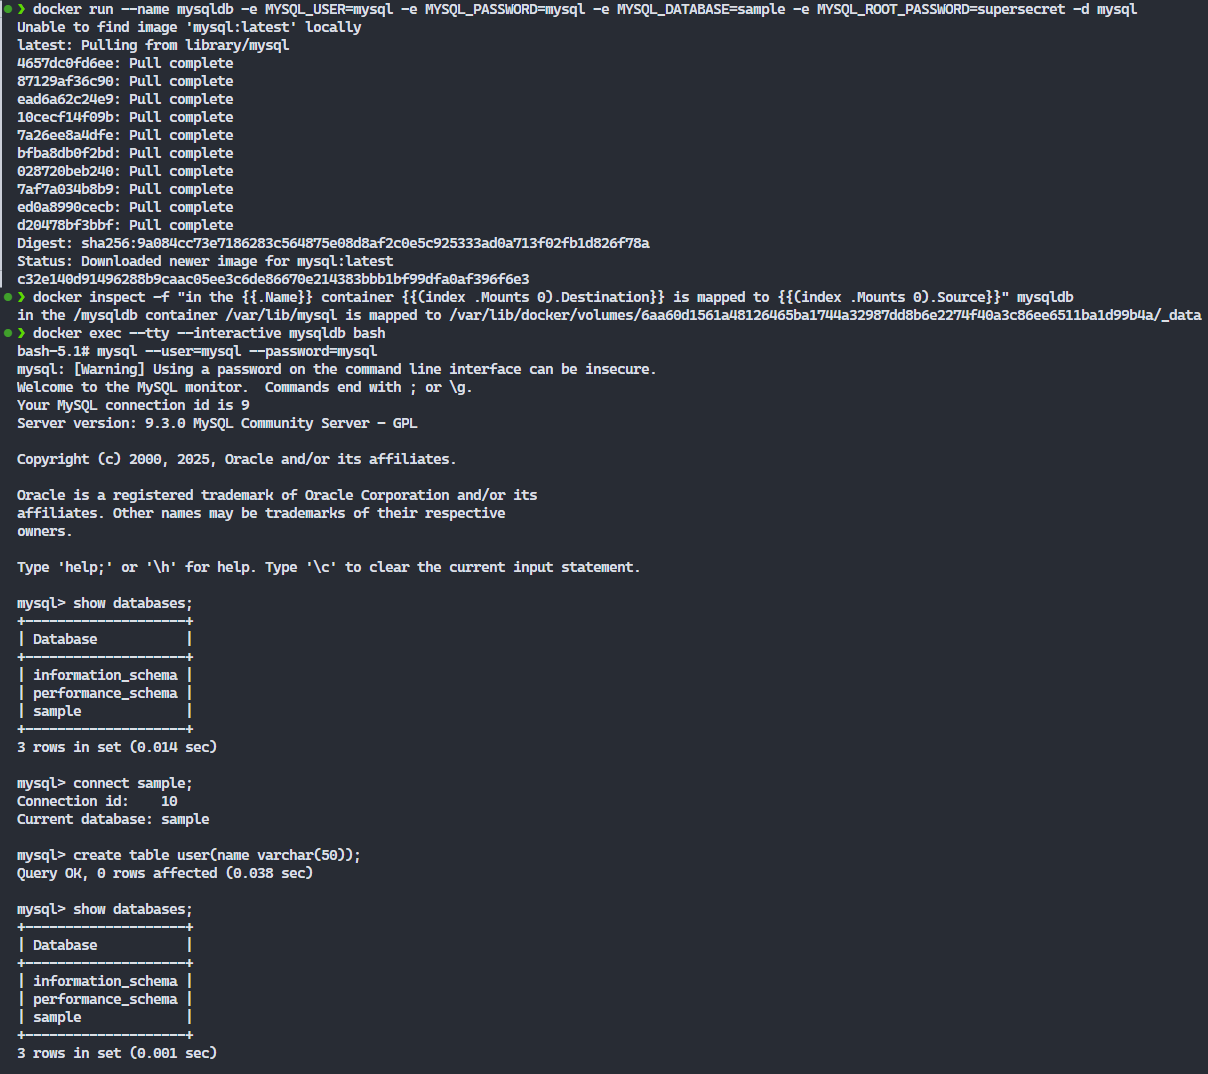 ❯ docker run --name mysqldb -e MYSQL_USER=mysql -e MYSQL_PASSWORD=mysql -e MYSQL_DATABASE=sample -e MYSQL_ROOT_PASSWORD=supersecret -d mysql
Unable to find image 'mysql:latest' locally
latest: Pulling from library/mysql
4657dc0fd6ee: Pull complete
87129af36c90: Pull complete
ead6a62c24e9: Pull complete
10cecf14f09b: Pull complete
7a26ee8a4dfe: Pull complete
bfba8db0f2bd: Pull complete
028720beb240: Pull complete
7af7a034b8b9: Pull complete
ed0a8990cecb: Pull complete
d20478bf3bbf: Pull complete
Digest: sha256:9a084cc73e7186283c564875e08d8af2c0e5c925333ad0a713f02fb1d826f78a
Status: Downloaded newer image for mysql:latest
c32e140d91496288b9caac05ee3c6de86670e214383bbb1bf99dfa0af396f6e3
❯ docker inspect -f "in the {{.Name}} container {{(index .Mounts 0).Destination}} is mapped to {{(index .Mounts 0).Source}}" mysqldb
in the /mysqldb container /var/lib/mysql is mapped to /var/lib/docker/volumes/6aa60d1561a48126465ba1744a32987dd8b6e2274f40a3c86ee6511ba1d99b4a/_data
❯ docker exec --tty --interactive mysqldb bash
bash-5.1# mysql --user=mysql --password=mysql
mysql: [Warning] Using a password on the command line interface can be insecure.
Welcome to the MySQL monitor.  Commands end with ; or \g.
Your MySQL connection id is 9
Server version: 9.3.0 MySQL Community Server - GPL
Copyright (c) 2000, 2025, Oracle and/or its affiliates.
Oracle is a registered trademark of Oracle Corporation and/or its
affiliates. Other names may be trademarks of their respective
owners.
Type 'help;' or '\h' for help. Type '\c' to clear the current input statement.
mysql> show databases;
+--------------------+
| Database           |
+--------------------+
| information_schema |
| performance_schema |
| sample             |
+--------------------+
3 rows in set (0.014 sec)
mysql> connect sample;
Connection id:    10
Current database: sample
mysql> create table user(name varchar(50));
Query OK, 0 rows affected (0.038 sec)
mysql> show databases;
+--------------------+
| Database           |
+--------------------+
| information_schema |
| performance_schema |
| sample             |
+--------------------+
3 rows in set (0.001 sec)